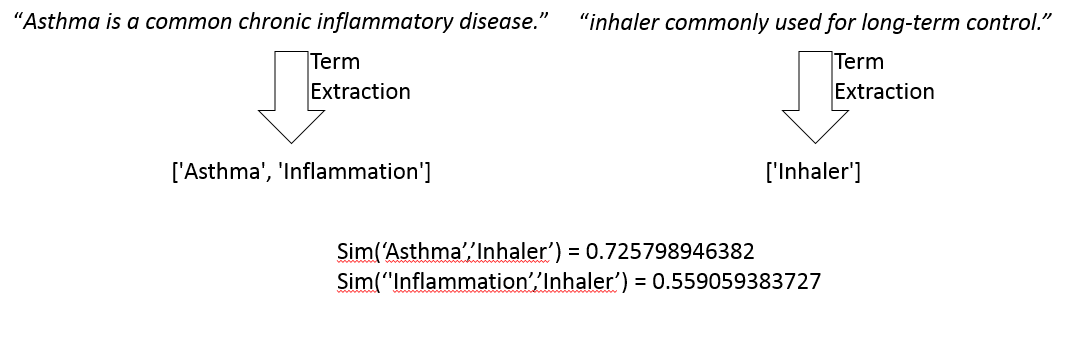 “Asthma is a common chronic inflammatory disease.”
“inhaler commonly used for long-term control.”
Term
Extraction
Term
Extraction
['Asthma', 'Inflammation']
['Inhaler']
Sim(‘Asthma’,’Inhaler’) = 0.725798946382
Sim(‘'Inflammation’,’Inhaler’) = 0.559059383727